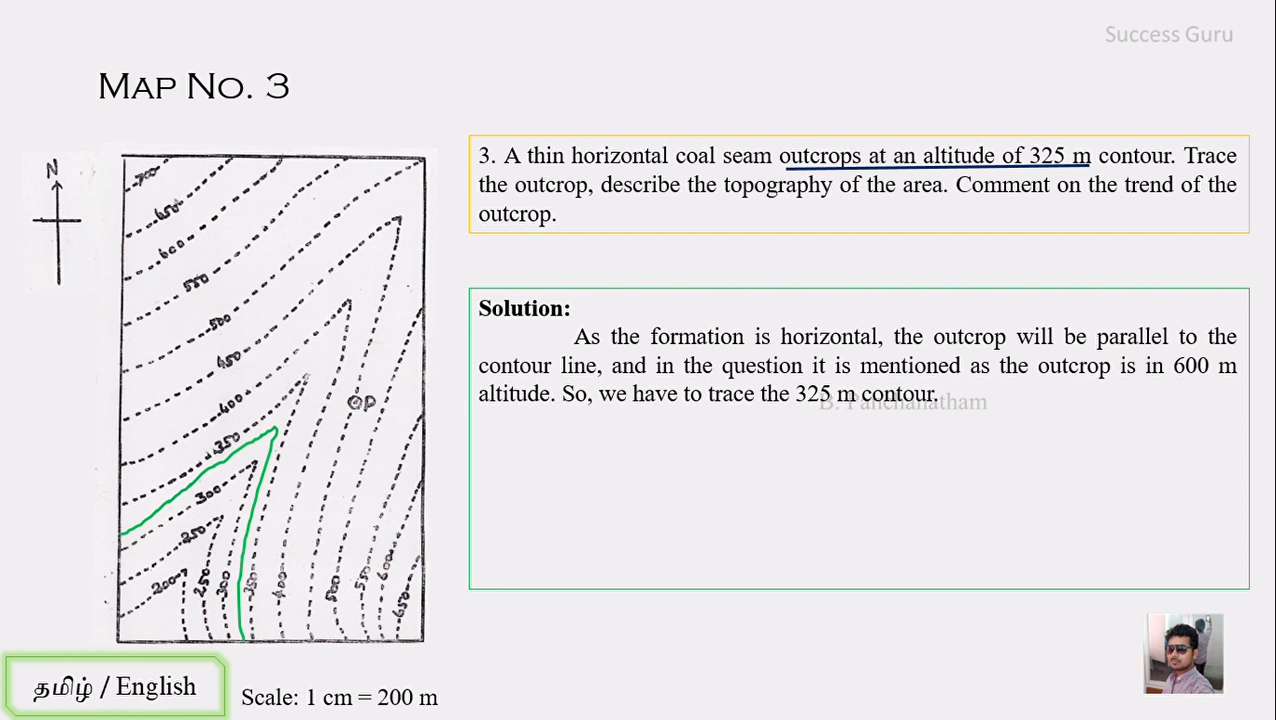 Success Guru
MAP NO. 3
N
3. A thin horizontal coal seam outcrops at an altitude of 325 m contour. Trace
the outcrop, describe the topography of the area. Comment on the trend of the
outcrop.
Solution:
As the formation is horizontal, the outcrop will be parallel to the
contour line, and in the question it is mentioned as the outcrop is in 600 m
altitude. So, we have to trace the 325 m contour.
B. Panchanatham
700
650
600
550
500
450
400
P
350
300
250
200
250
300
350
400
500
550
600
650
தமிழ் / English
Scale: 1 cm = 200 m